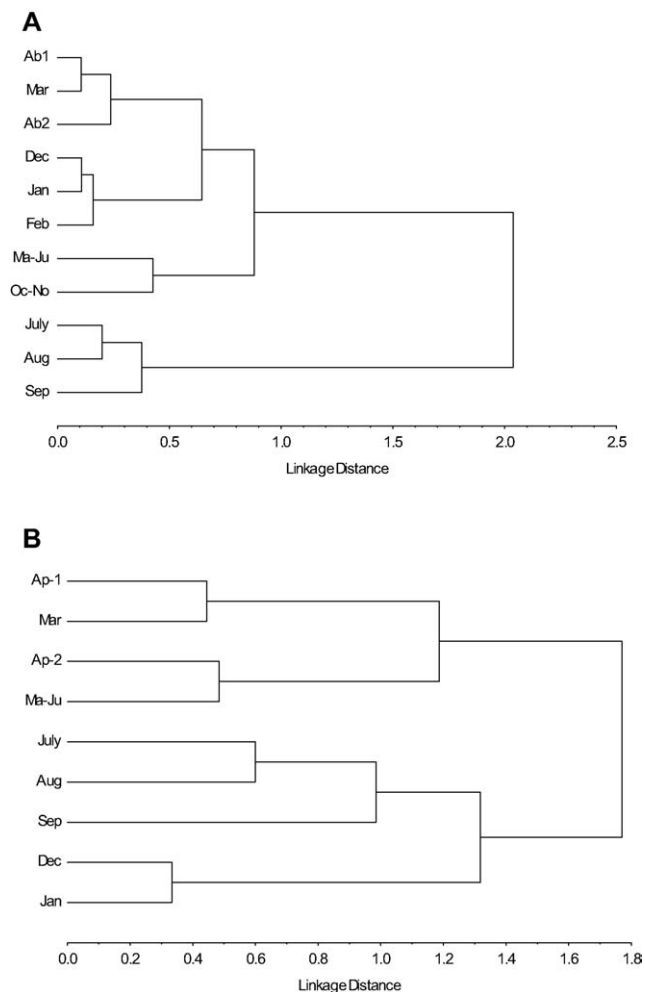 A
Ab1
Mar
Ab2
Dec
Jan
Feb
Ma-Ju
Oc-No
July
Aug
Sep
0.0 0.5 1.0 1.5 2.0 2.5
Linkage Distance
B
Ap-1
Mar
Ap-2
Ma-Ju
July
Aug
Sep
Dec
Jan
0.0 0.2 0.4 0.6 0.8 1.0 1.2 1.4 1.6 1.8
Linkage Distance